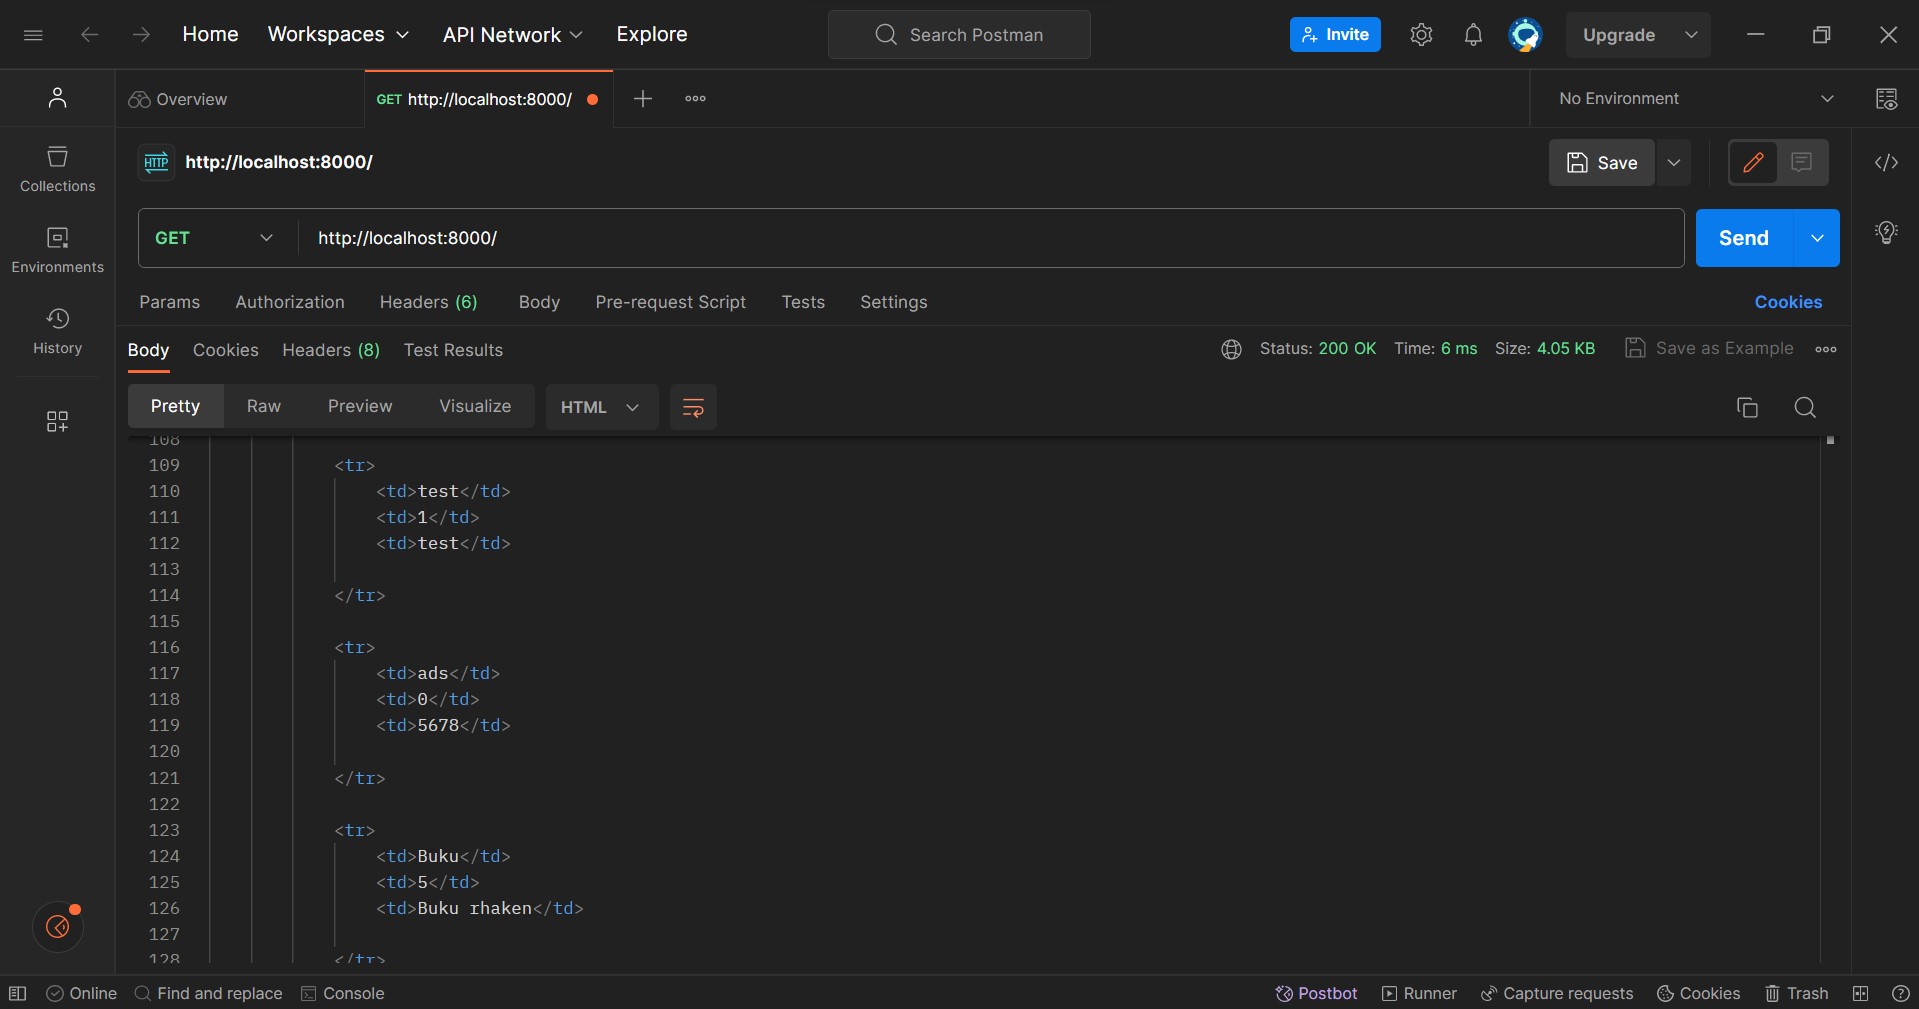 Home Workspaces API Network Explore Search Postman Invite Upgrade
Overview GET http://localhost:8000/ No Environment
HTTP http://localhost:8000/ Save
Collections
GET http://localhost:8000/ Send
Environments
Params Authorization Headers (6) Body Pre-request Script Tests Settings Cookies
History
Body Cookies Headers (8) Test Results Status: 200 OK Time: 6 ms Size: 4.05 KB Save as Example
Pretty Raw Preview Visualize HTML
108
109 <tr>
110 <td>test</td>
111 <td>1</td>
112 <td>test</td>
113
114 </tr>
115
116 <tr>
117 <td>ads</td>
118 <td>0</td>
119 <td>5678</td>
120
121 </tr>
122
123 <tr>
124 <td>Buku</td>
125 <td>5</td>
126 <td>Buku rhaken</td>
127
128 </tr>
Online Find and replace Console Postbot Runner Capture requests Cookies Trash